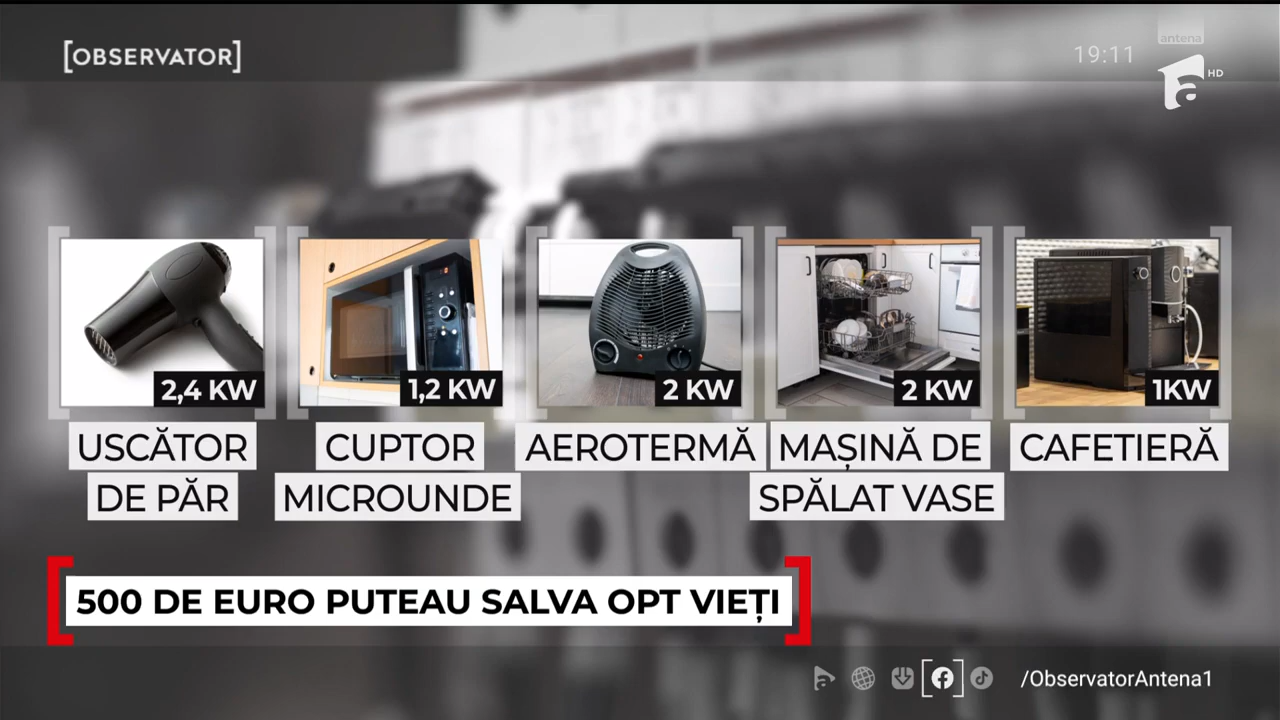 [OBSERVATOR]
19:11
antena
HD
2,4 KW
1,2 KW
2 KW
2 KW
1KW
USCĂTOR
DE PĂR
CUPTOR
MICROUNDE
AEROTERMĂ
MAȘINĂ DE
SPĂLAT VASE
CAFETIERĂ
500 DE EURO PUTEAU SALVA OPT VIEȚI
/ObservatorAntena1